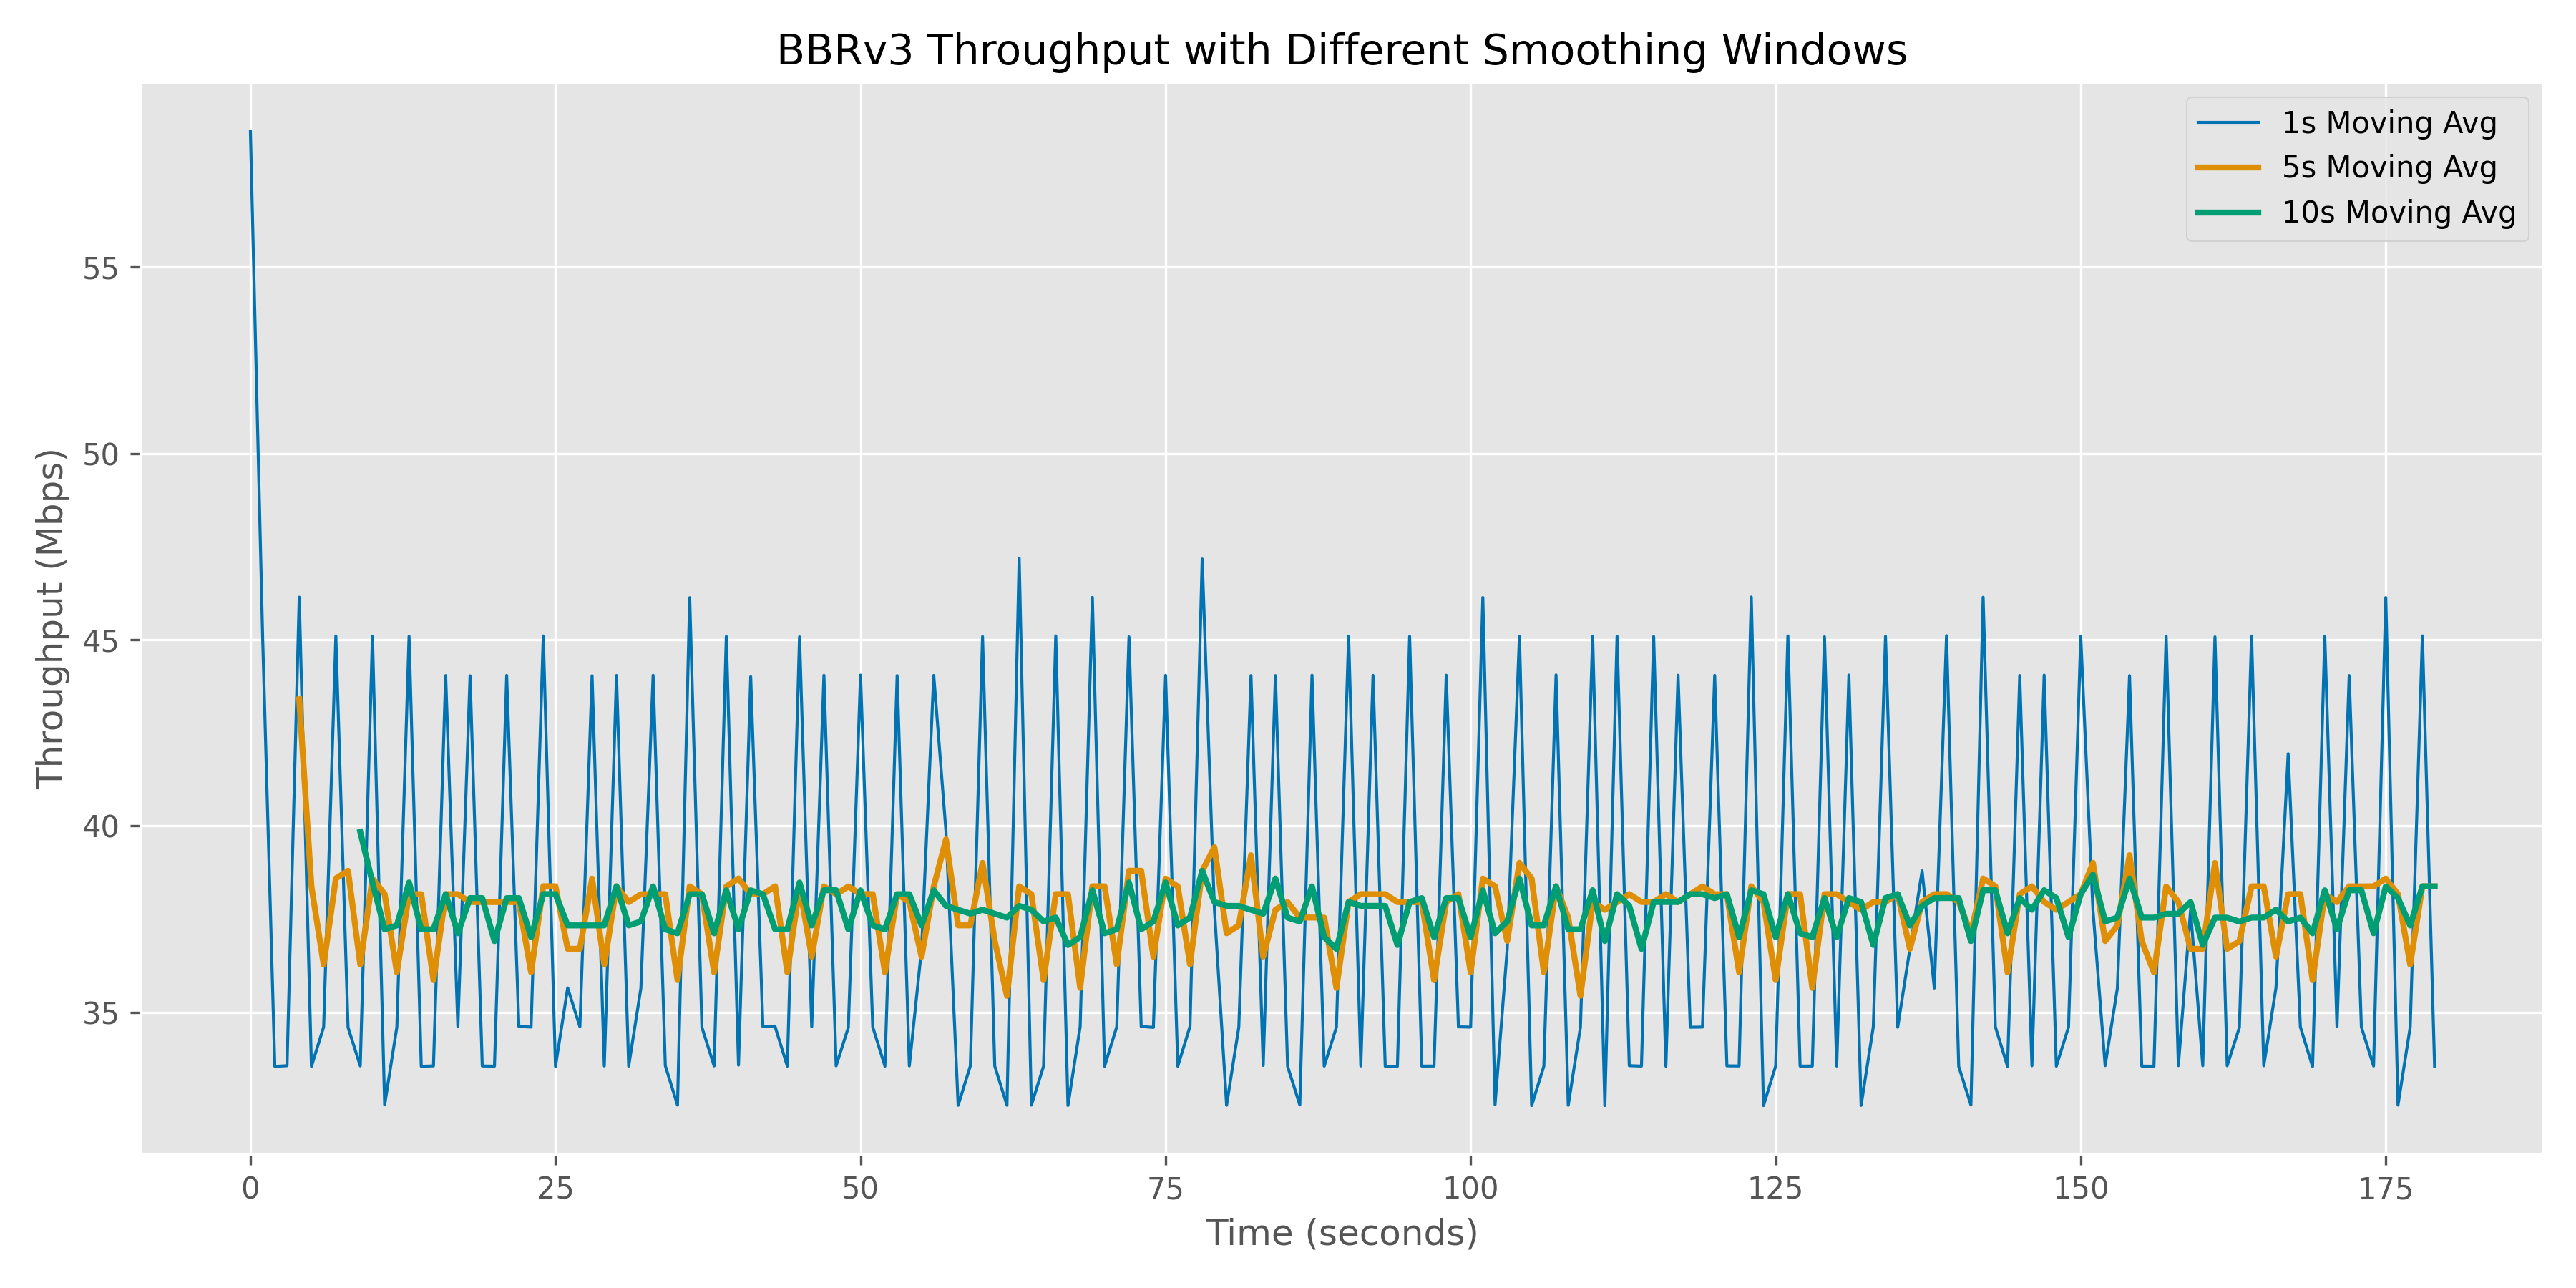 BBRv3 Throughput with Different Smoothing Windows
1s Moving Avg
5s Moving Avg
10s Moving Avg
Throughput (Mbps)
55
50
45
40
35
0 25 50 75 100 125 150 175
Time (seconds)